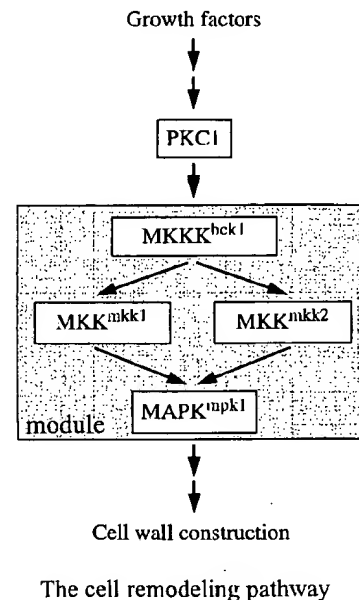 Growth factors
PKC1
MKKK^bck1
MKK^mkk1
MKK^mkk2
MAPK^mpk1
module
Cell wall construction
The cell remodeling pathway